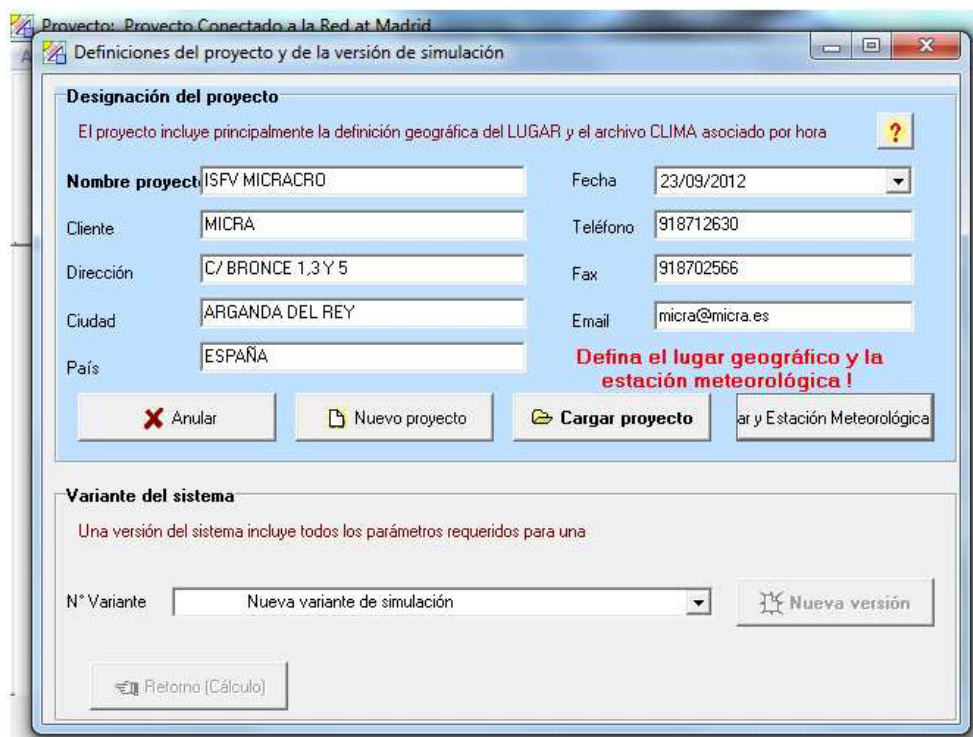 Proyecto: Proyecto Conectado a la Red at Madrid
Definiciones del proyecto y de la versión de simulación
Designación del proyecto
El proyecto incluye principalmente la definición geográfica del LUGAR y el archivo CLIMA asociado por hora
?
Nombre proyect ISFV MICRACRO
Fecha 23/09/2012
Cliente MICRA
Teléfono 918712630
Dirección C/ BRONCE 1,3 Y 5
Fax 918702566
Ciudad ARGANDA DEL REY
Email micra@micra.es
País ESPAÑA
Defina el lugar geográfico y la
estación meteorológica !
Anular
Nuevo proyecto
Cargar proyecto
ar y Estación Meteorológica
Variante del sistema
Una versión del sistema incluye todos los parámetros requeridos para una
N° Variante Nueva variante de simulación
Nueva versión
Retorno (Cálculo)